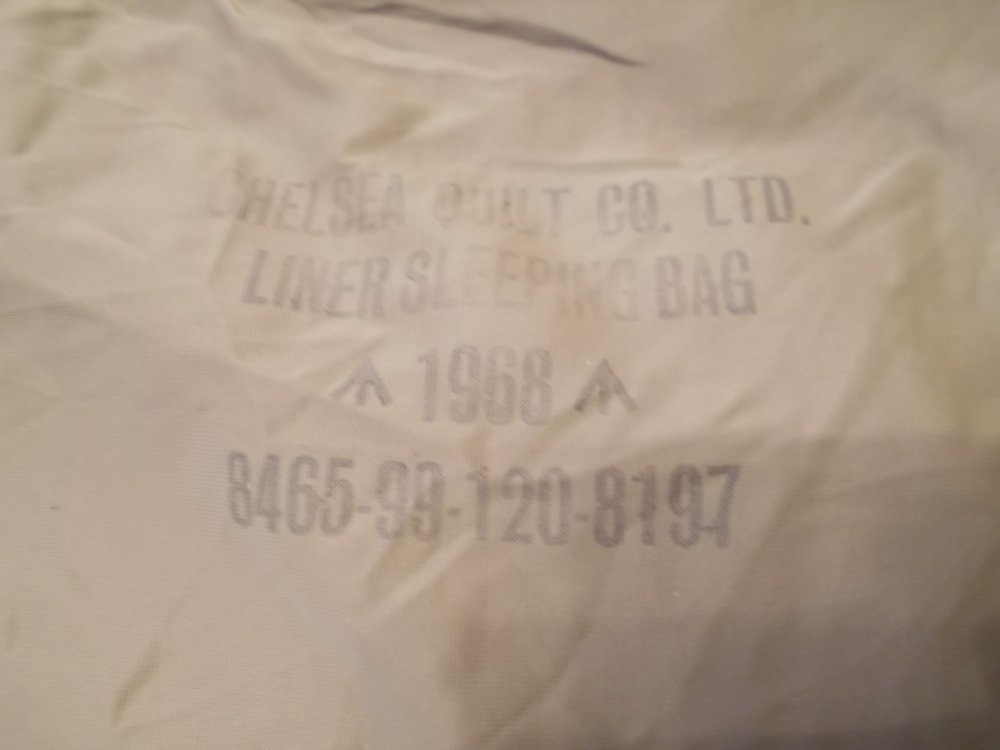 CHELSEA QUILT CO. LTD.
LINER SLEEPING BAG
1968
8465-99-120-8197